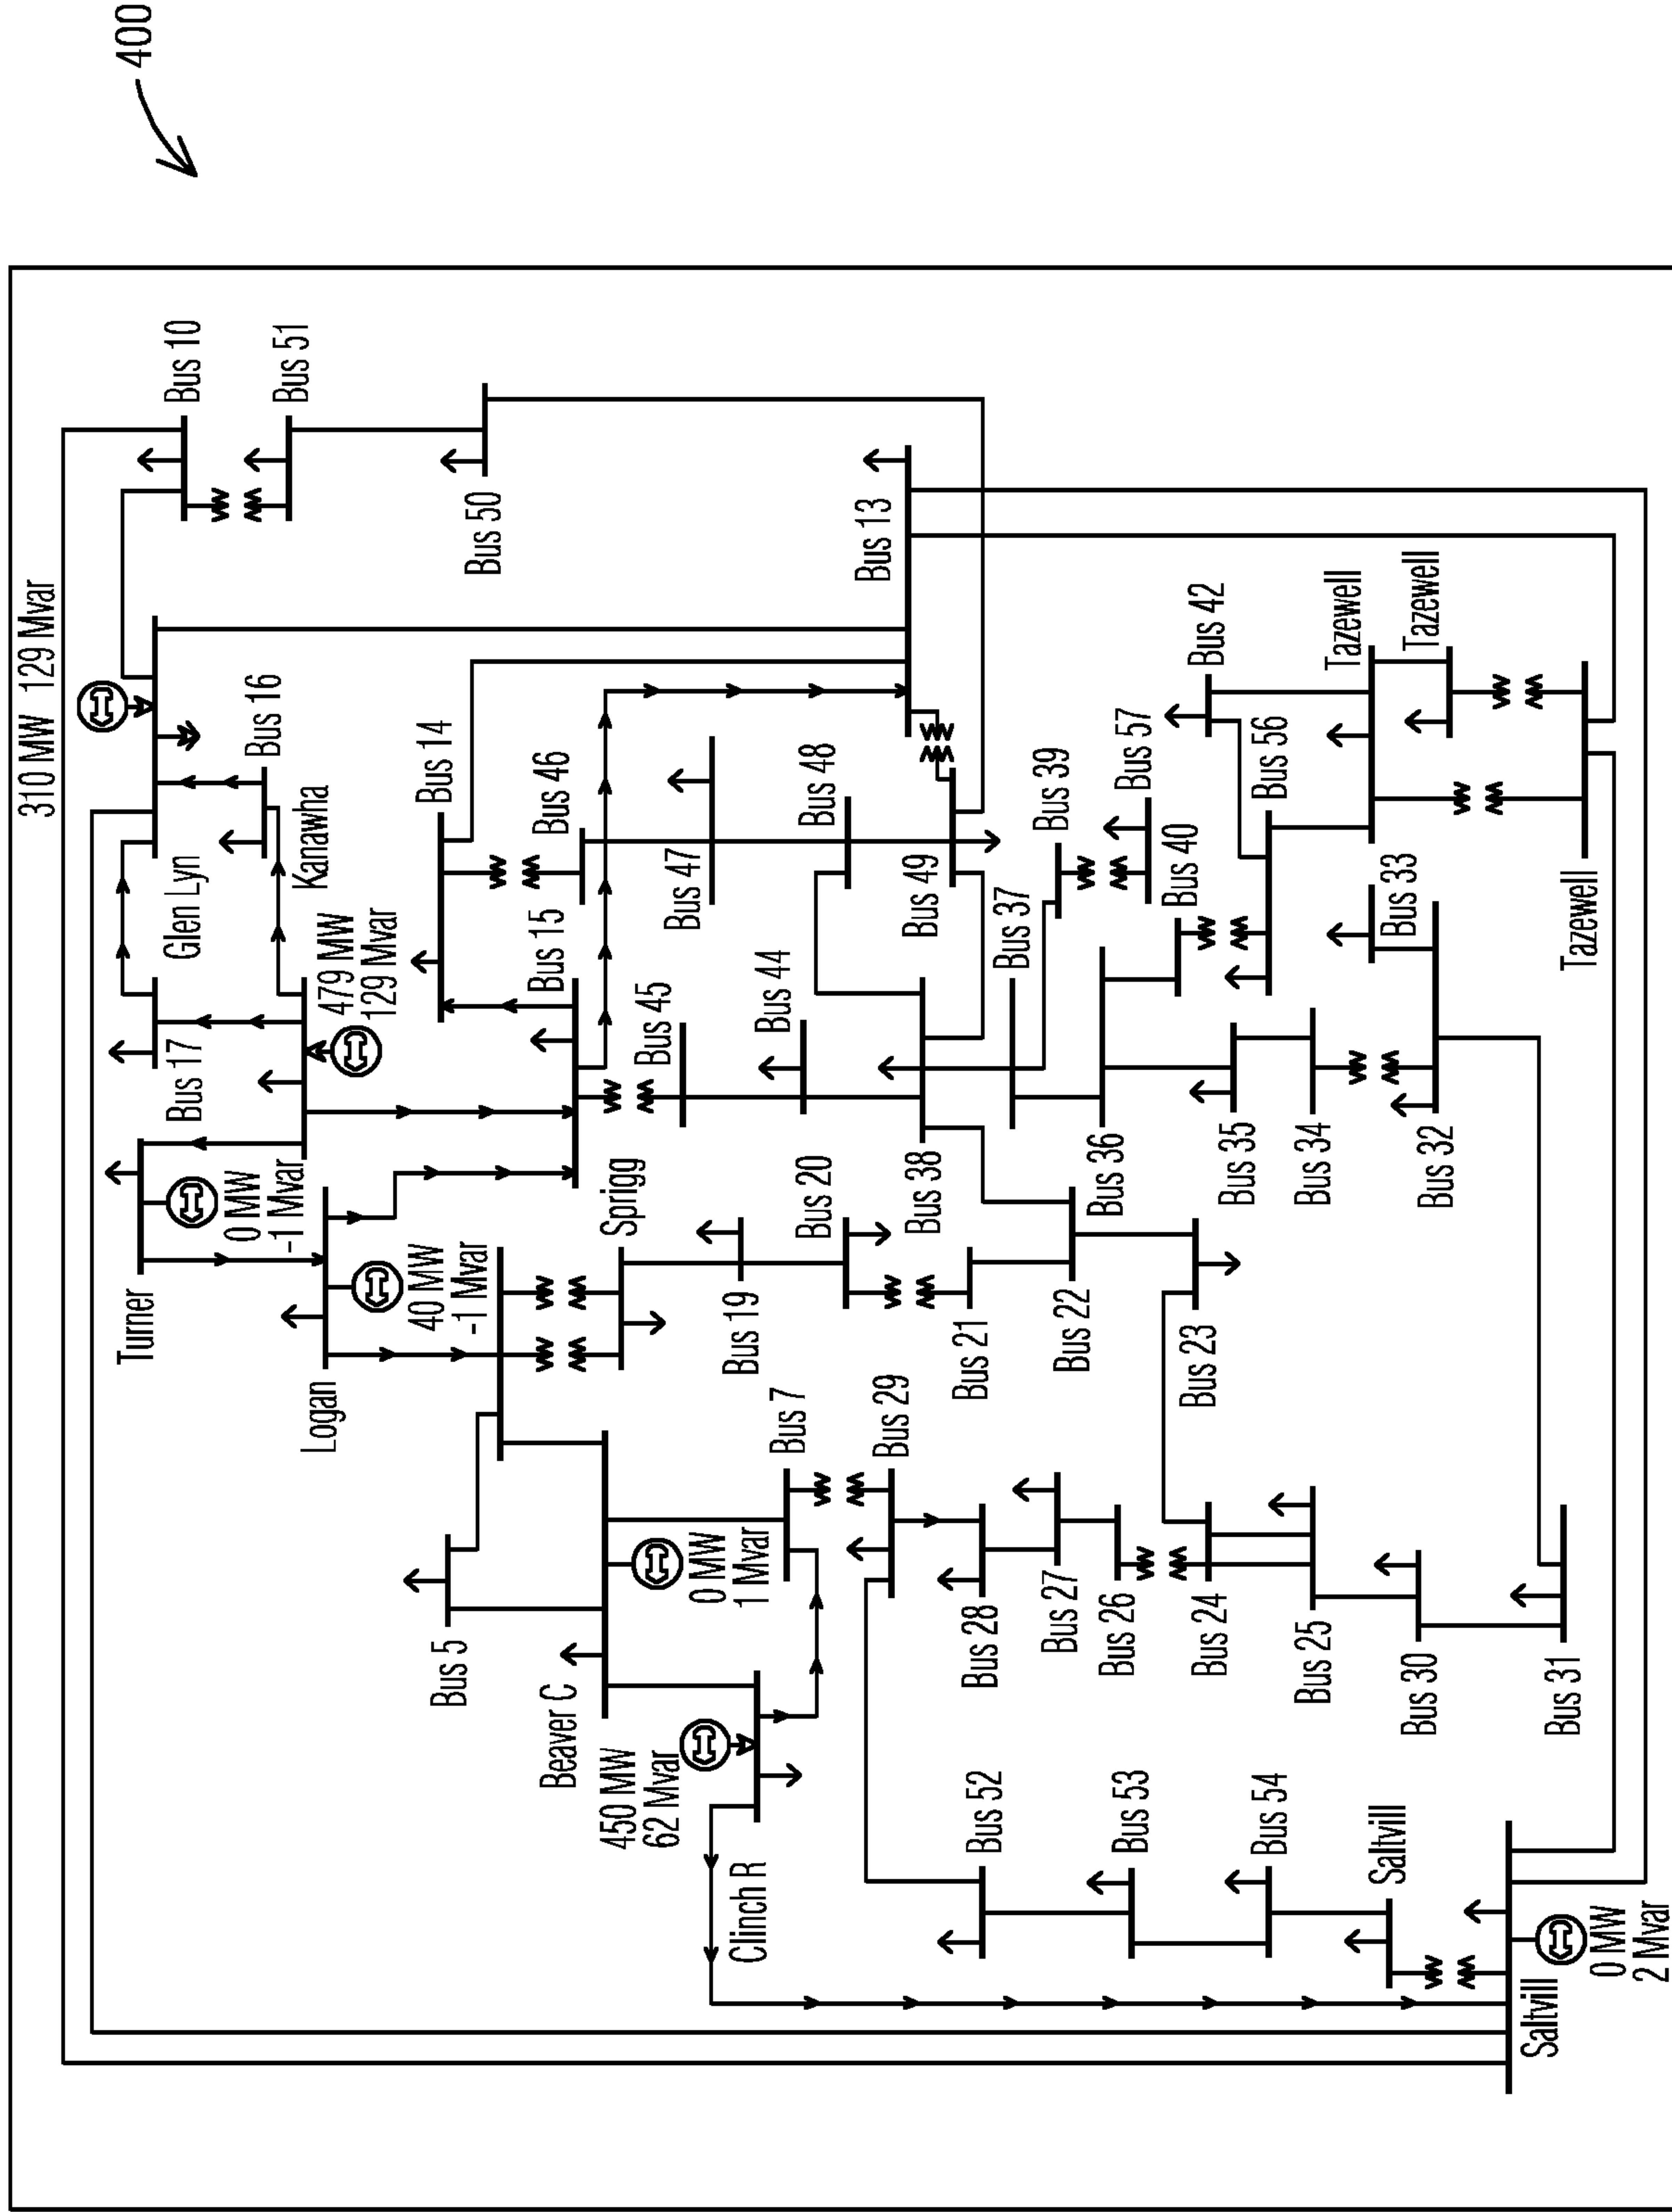 400
310 MW 129 Mvar
Bus 10
Bus 51
Bus 50
Bus 16
Glen Lyn
Kanawha
479 MW
129 Mvar
Bus 17
Turner
0 MW
-1 Mvar
Logan
40 MW
-1 Mvar
Bus 14
Bus 46
Bus 15
Bus 45
Sprigg
Bus 47
Bus 48
Bus 13
Bus 44
Bus 49
Bus 20
Bus 38
Bus 19
Bus 37
Bus 39
Bus 57
Bus 40
Bus 42
Bus 56
Tazewell
Tazewell
Tazewell
Bus 33
Bus 36
Bus 35
Bus 34
Bus 32
Bus 21
Bus 22
Bus 23
Bus 5
Beaver C
0 MW
1 Mvar
Bus 7
Bus 29
450 MW
62 Mvar
Clinch R
Bus 28
Bus 27
Bus 26
Bus 24
Bus 25
Bus 30
Bus 31
Bus 52
Bus 53
Bus 54
Saltvill
Saltvill
0 MW
2 Mvar